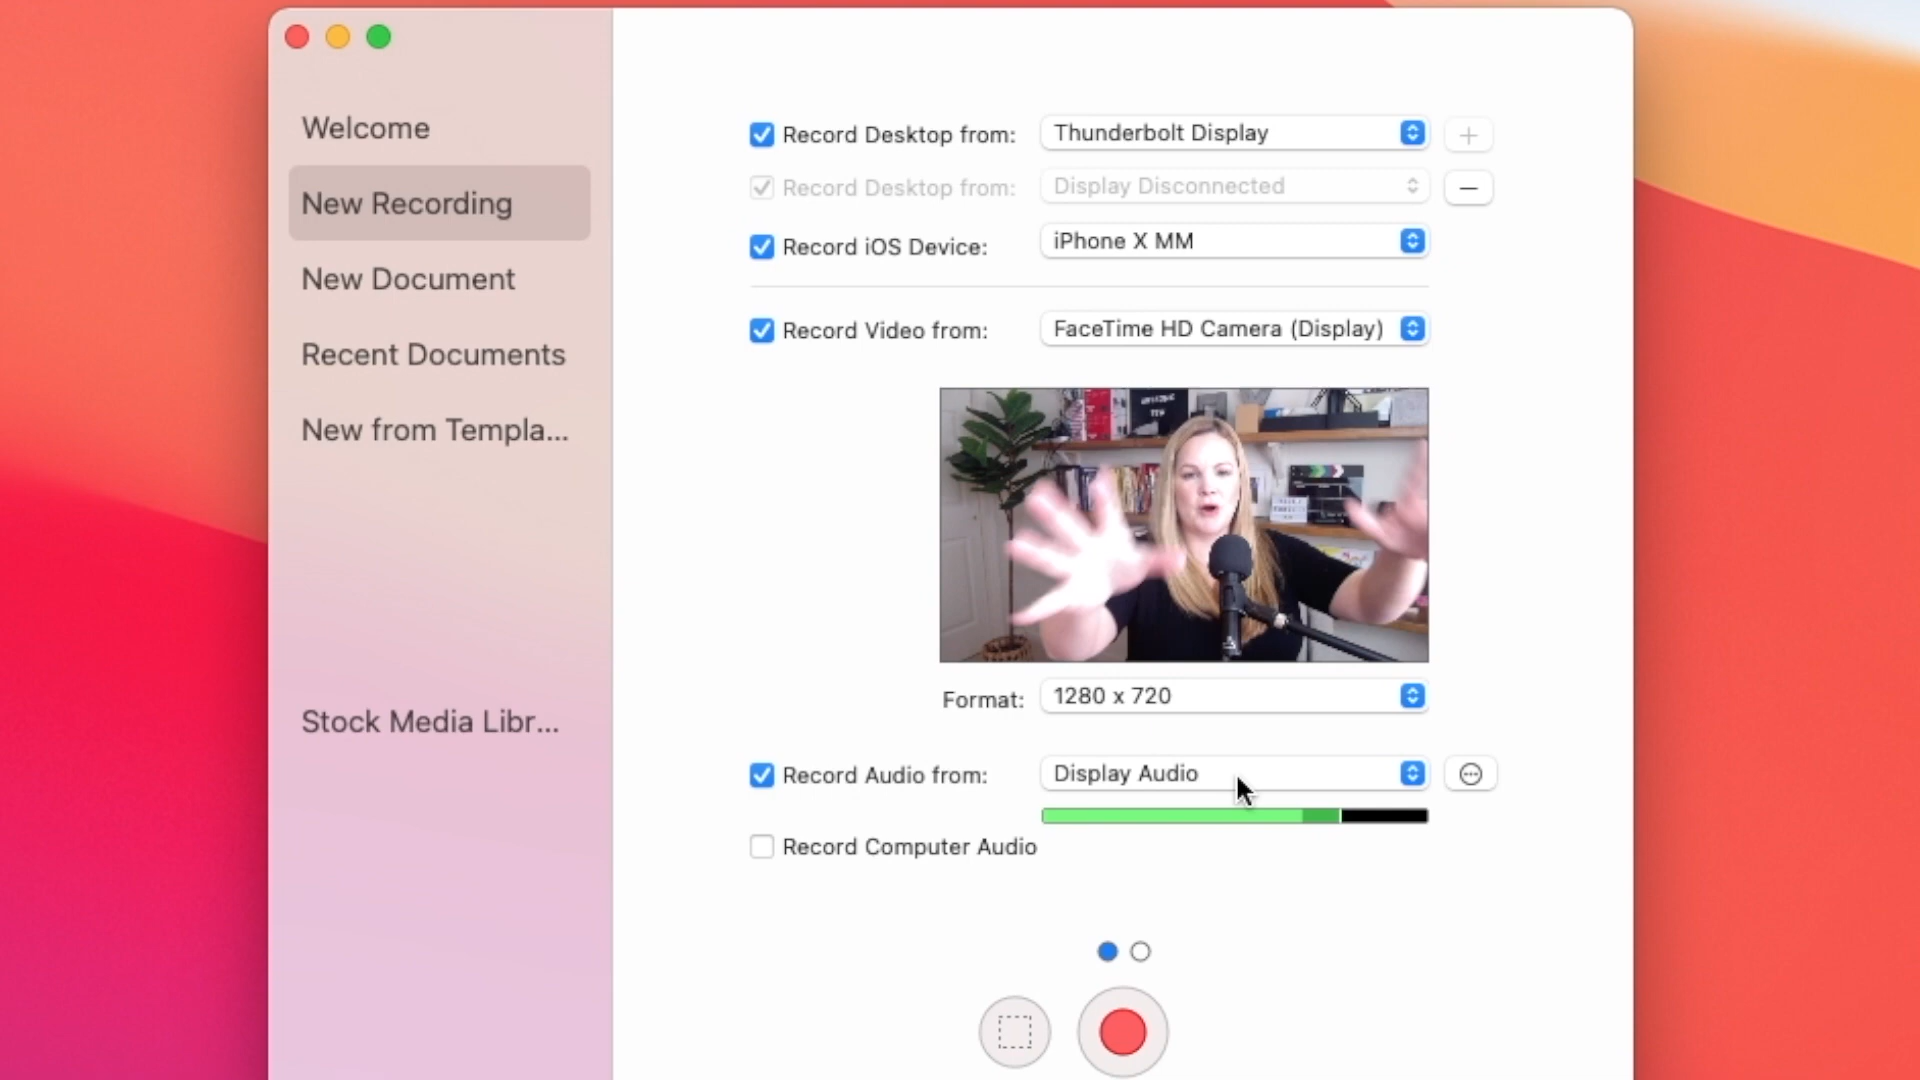 Welcome
New Recording
New Document
Recent Documents
New from Templa...
Stock Media Libr...
Record Desktop from: Thunderbolt Display
Record Desktop from: Display Disconnected
Record iOS Device: iPhone X MM
Record Video from: FaceTime HD Camera (Display)
Format: 1280 x 720
Record Audio from: Display Audio
Record Computer Audio